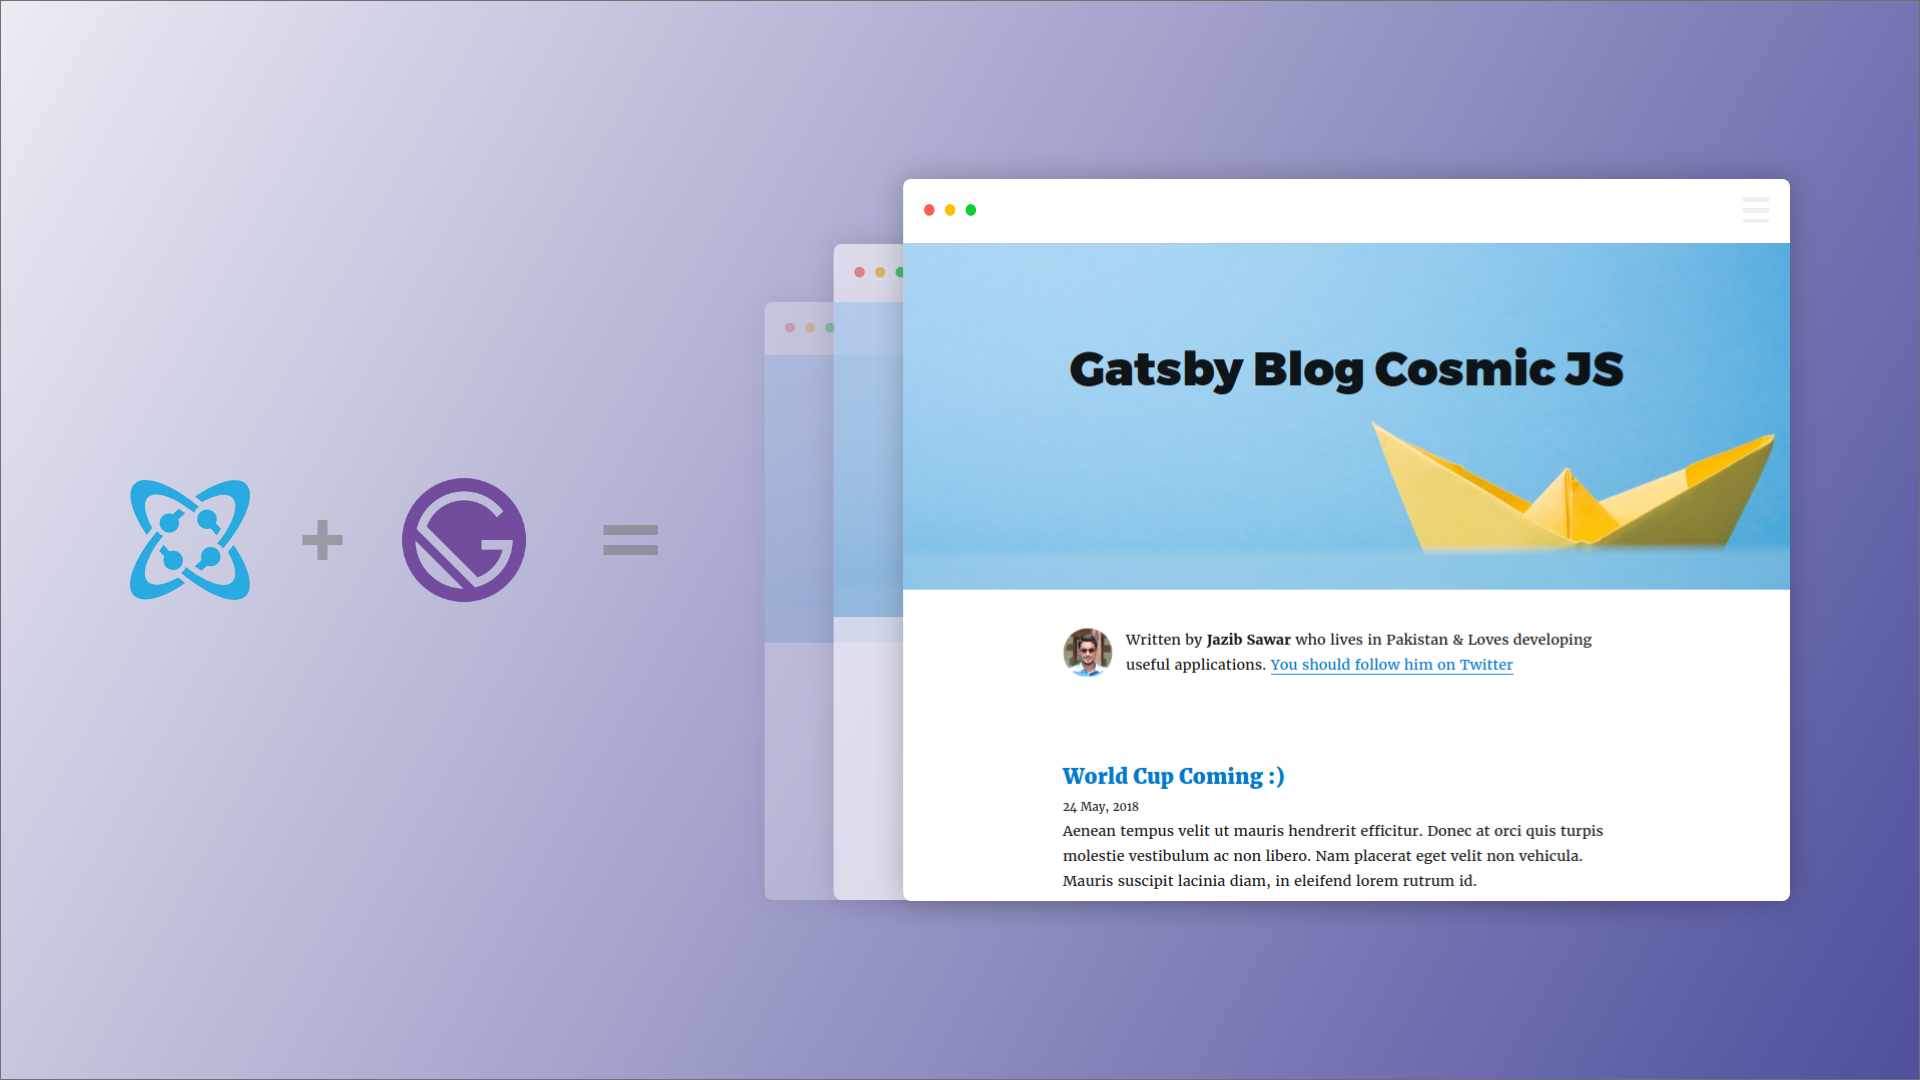 Gatsby Blog Cosmic JS
Written by Jazib Sawar who lives in Pakistan & Loves developing
useful applications. You should follow him on Twitter
World Cup Coming :)
24 May, 2018
Aenean tempus velit ut mauris hendrerit efficitur. Donec at orci quis turpis
molestie vestibulum ac non libero. Nam placerat eget velit non vehicula.
Mauris suscipit lacinia diam, in eleifend lorem rutrum id.